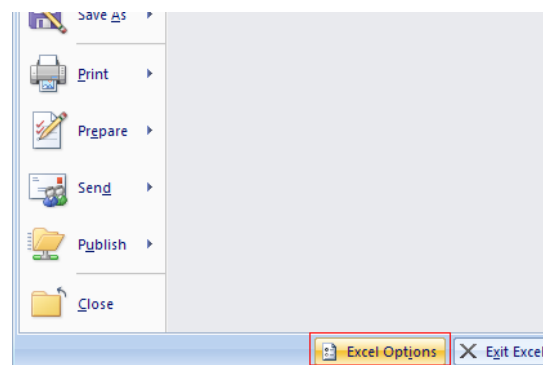 Save As
Print
Prepare
Send
Publish
Close
Excel Options
Exit Excel